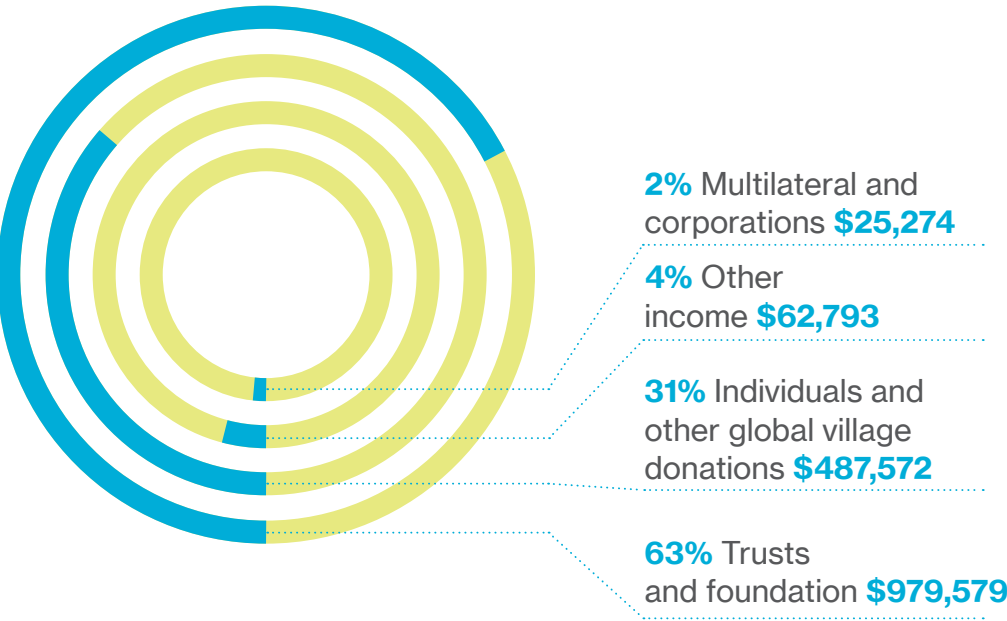 2% Multilateral and
corporations $25,274
4% Other
income $62,793
31% Individuals and
other global village
donations $487,572
63% Trusts
and foundation $979,579